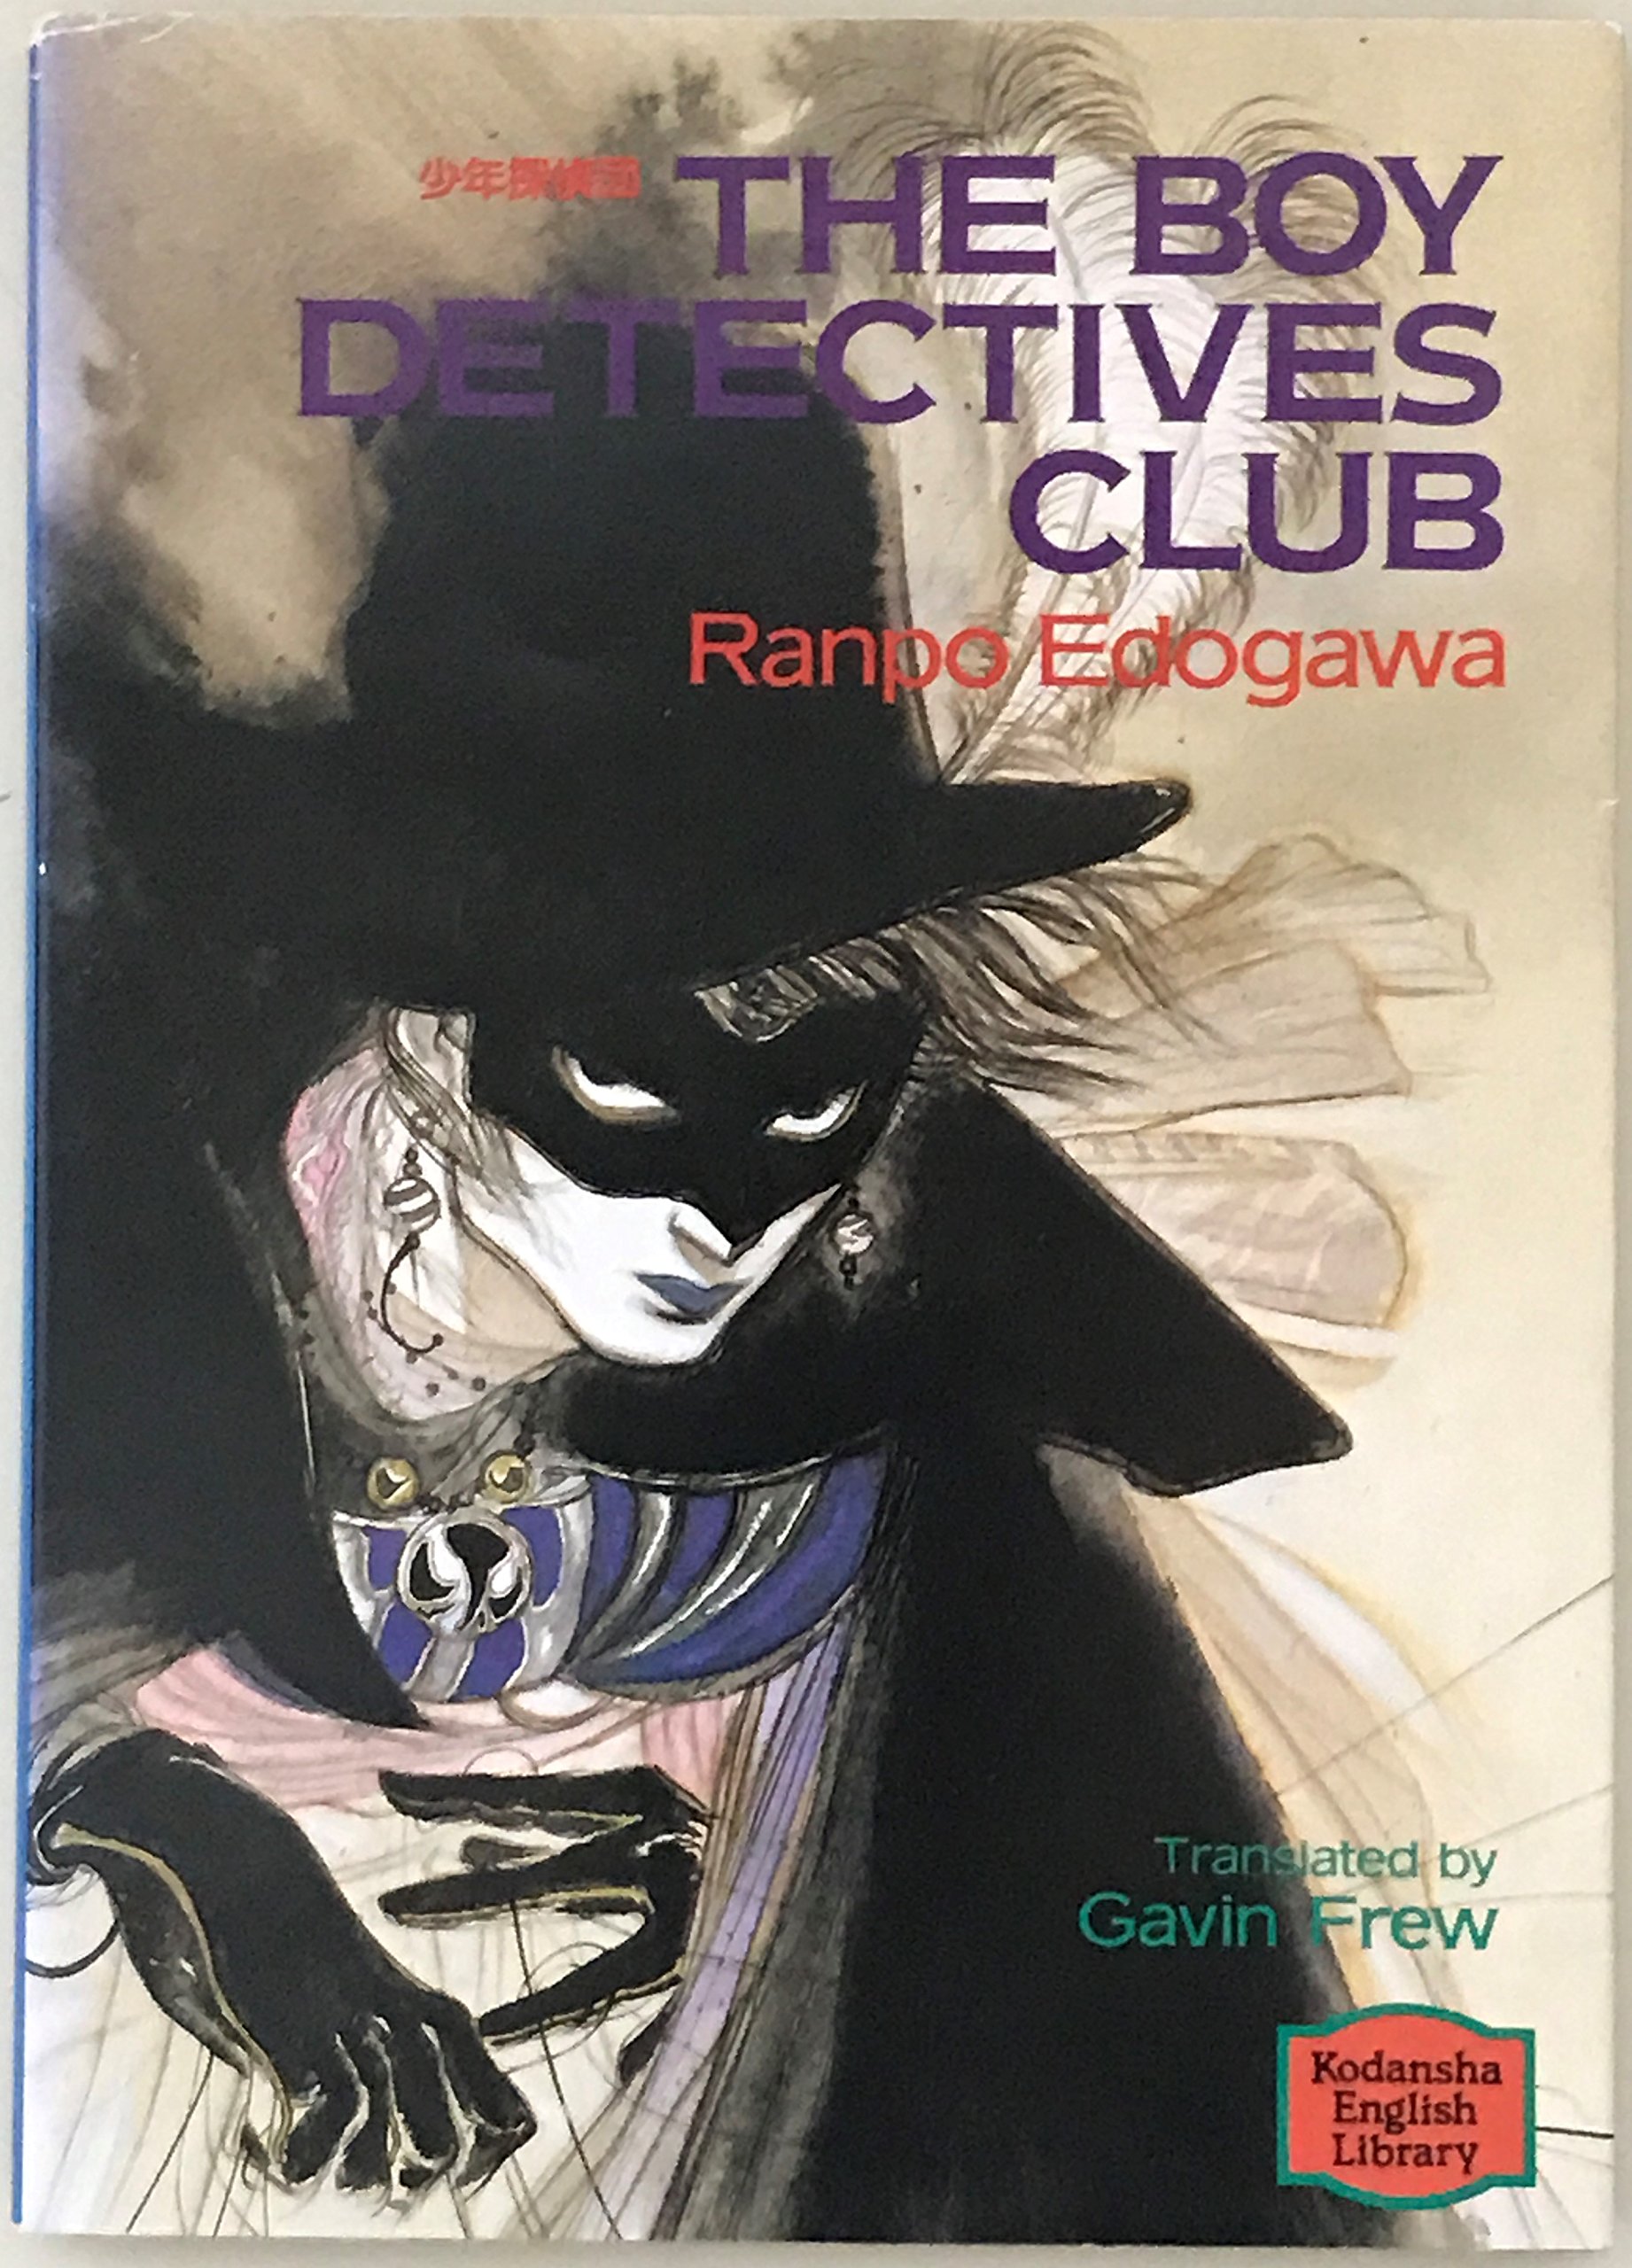 少年探偵団 THE BOY
DETECTIVES
CLUB
Ranpo Edogawa
Translated by
Gavin Frew
Kodansha
English
Library